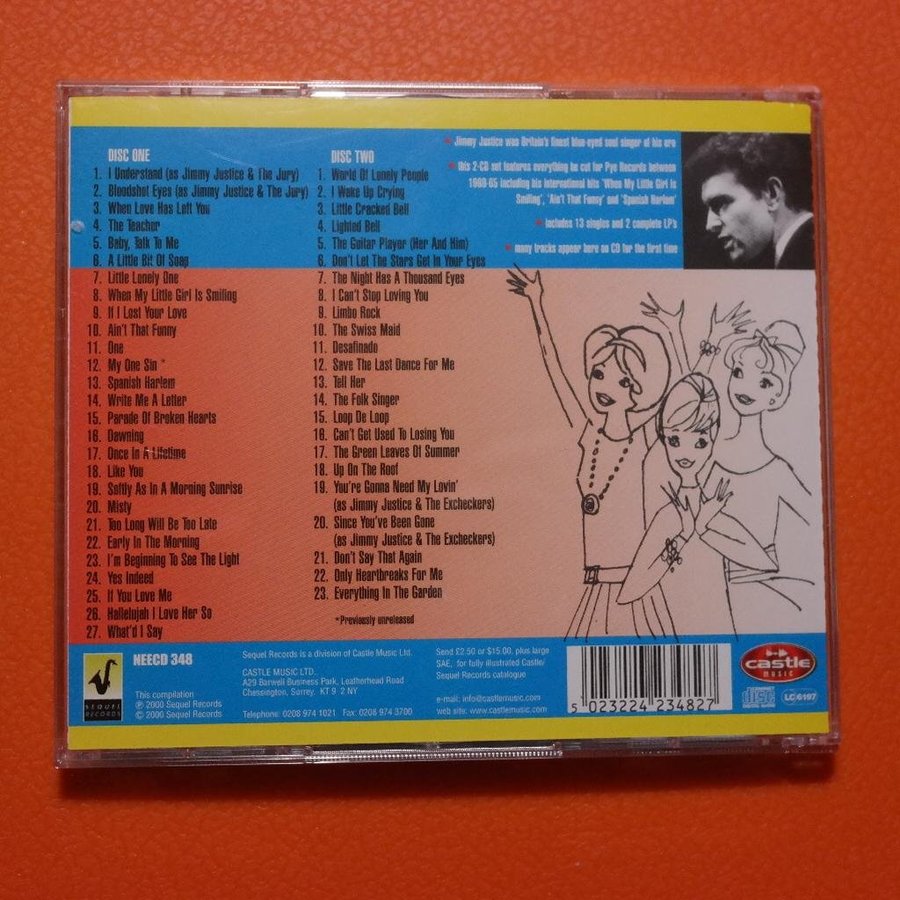 DISC ONE
1. I Understand (as Jimmy Justice & The Jury)
2. Bloodshot Eyes (as Jimmy Justice & The Jury)
3. When Love Has Left You
4. The Teacher
5. Baby, Talk To Me
6. A Little Bit Of Soap
7. Little Lonely One
8. When My Little Girl Is Smiling
9. If I Lost Your Love
10. Ain't That Funny
11. One
12. My One Sin *
13. Spanish Harlem
14. Write Me A Letter
15. Parade Of Broken Hearts
16. Dawning
17. Once In A Lifetime
18. Like You
19. Softly As In A Morning Sunrise
20. Misty
21. Too Long Will Be Too Late
22. Early In The Morning
23. I'm Beginning To See The Light
24. Yes Indeed
25. If You Love Me
26. Hallelujah I Love Her So
27. What'd I Say
DISC TWO
1. World Of Lonely People
2. I Wake Up Crying
3. Little Cracked Bell
4. Lighted Bell
5. The Guitar Player (Her And Him)
6. Don't Let The Stars Get In Your Eyes
7. The Night Has A Thousand Eyes
8. I Can't Stop Loving You
9. Limbo Rock
10. The Swiss Maid
11. Desafinado
12. Save The Last Dance For Me
13. Tell Her
14. The Folk Singer
15. Loop De Loop
16. Can't Get Used To Losing You
17. The Green Leaves Of Summer
18. Up On The Roof
19. You're Gonna Need My Lovin'
(as Jimmy Justice & The Excheckers)
20. Since You've Been Gone
(as Jimmy Justice & The Excheckers)
21. Don't Say That Again
22. Only Heartbreaks For Me
23. Everything In The Garden
*Previously unreleased
Jimmy Justice was Britain's finest blue-eyed soul singer of his era
this 2-CD set features everything he cut for Pye Records between
1960-65 including his international hits 'When My Little Girl Is
Smiling', 'Ain't That Funny' and 'Spanish Harlem'
includes 13 singles and 2 complete LP's
many tracks appear here on CD for the first time
SEQUEL
RECORDS
NEECD 348
This compilation
℗ 2000 Sequel Records
© 2000 Sequel Records
Sequel Records is a division of Castle Music Ltd.
CASTLE MUSIC LTD.
A29 Barwell Business Park, Leatherhead Road
Chessington, Surrey. KT9 2 NY
Telephone: 0208 974 1021 Fax: 0208 974 3700
Send £2.50 or $15.00. plus large
SAE, for fully illustrated Castle/
Sequel Records catalogue
e-mail: info@castlemusic.com
web site: www.castlemusic.com
5 023224 234827
castle
MUSIC
disc
DIGITAL AUDIO
LC 6197